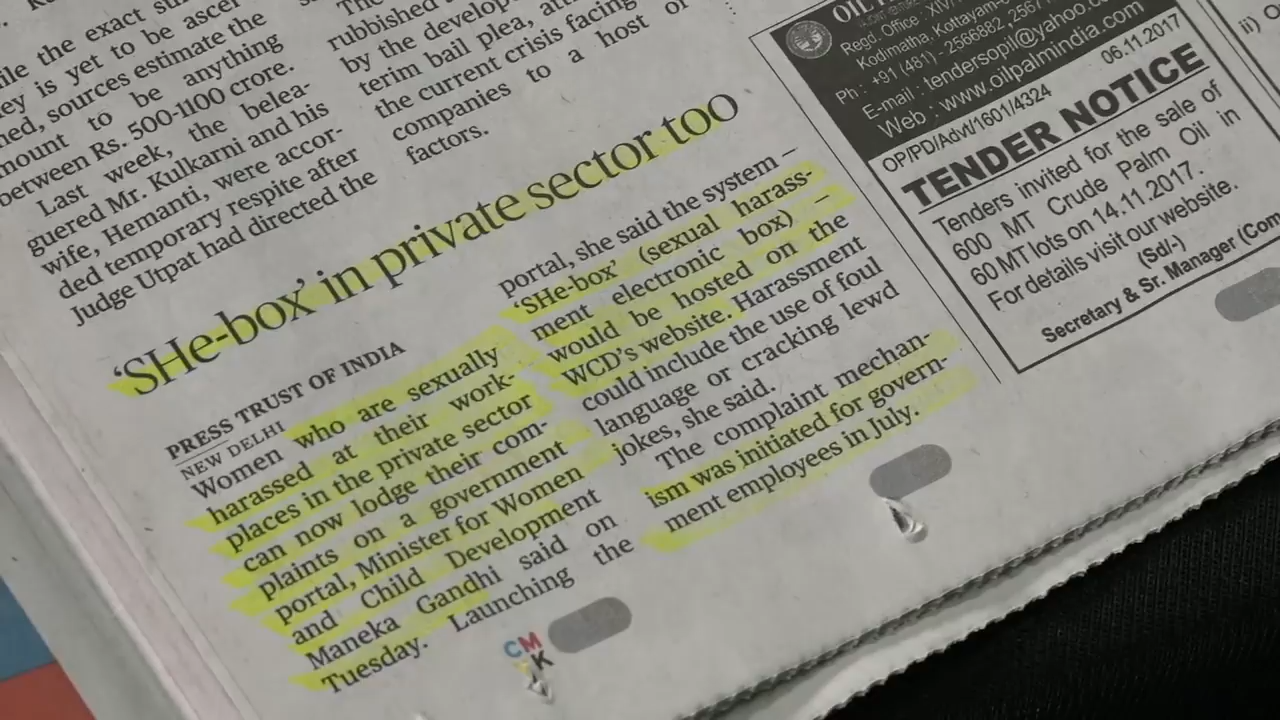 the exact
is yet to be
sources estimate the
to be anything
between Rs. 500-1100 crore.
Last week, the belea-
guered Mr. Kulkarni and his
wife, Hemanti, were accor-
ded temporary respite after
Judge Utpat had directed the
by the
terim bail plea,
the current crisis facing
companies to a host of
factors.
'SHe-box' in private sector too
PRESS TRUST OF INDIA
NEW DELHI
Women who are sexually
harassed at their work-
places in the private sector
can now lodge their com-
plaints on a government
portal, Minister for Women
and Child Development
Maneka Gandhi said on
Tuesday. Launching the
portal, she said the system –
'SHe-box' (sexual harass-
ment electronic box) –
would be hosted on the
WCD's website. Harassment
could include the use of foul
language or cracking lewd
jokes, she said.
The complaint mechan-
ism was initiated for govern-
ment employees in July.
CM
YK
OIL
Regd. Office : XIV/
Kodimatha, Kottayam-
Ph : +91 (481) - 2566882, 2567
E-mail : tendersopil@yahoo.co
Web : www.oilpalmindia.com
OP/PD/Advt/1601/4324
06.11.2017
TENDER NOTICE
Tenders invited for the sale of
600 MT Crude Palm Oil in
60 MT lots on 14.11.2017.
For details visit our website.
(Sd/-)
Secretary & Sr. Manager (Com
ii)